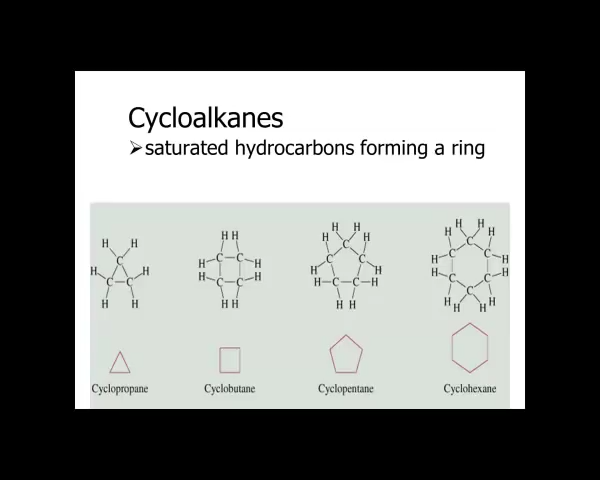 Cycloalkanes
➢saturated hydrocarbons forming a ring
H H
H H
H H
C
C C
H H
H H
H C C H
H C C H
H H
H H
H C H
C C
H H
H C C H
H H
H H
H C H
H C C H
H C C H
H C H
H H
Cyclopropane Cyclobutane Cyclopentane Cyclohexane